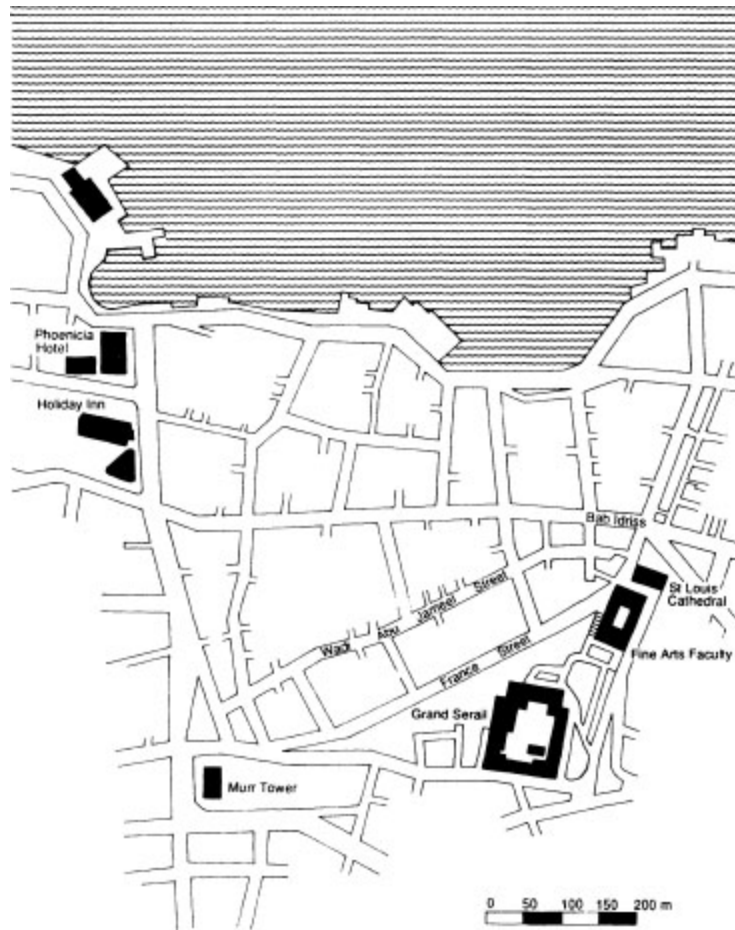 Phoenicia
Hotel
Holiday Inn
Bab Idriss
St Louis
Cathedral
Wadi Abu Jameel Street
France Street
Fine Arts Faculty
Grand Serail
Murr Tower
0 50 100 150 200 m